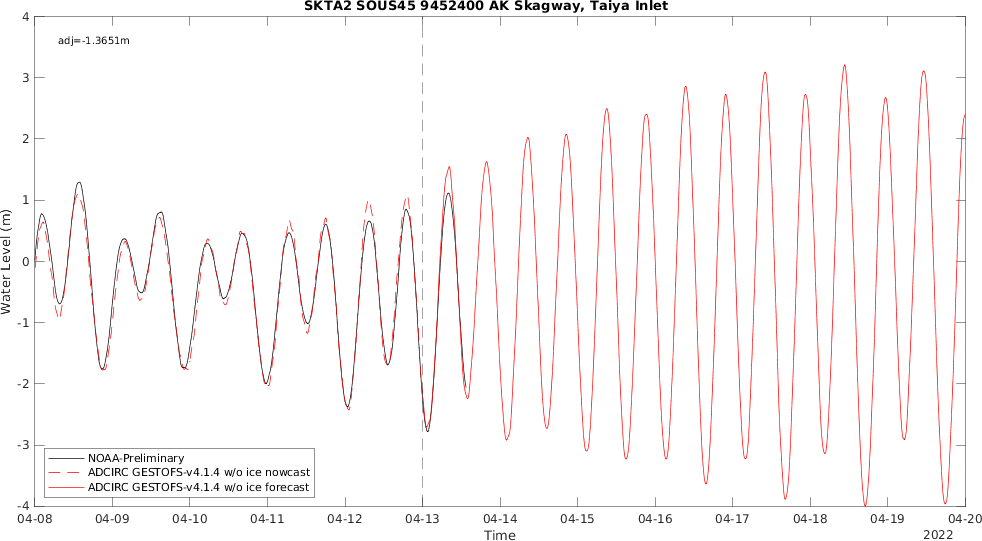 SKTA2 SOUS45 9452400 AK Skagway, Taiya Inlet
4
adj=-1.3651m
3
2
1
0
-1
-2
-3
-4
Water Level (m)
NOAA-Preliminary
ADCIRC GESTOFS-v4.1.4 w/o ice nowcast
ADCIRC GESTOFS-v4.1.4 w/o ice forecast
04-08 04-09 04-10 04-11 04-12 04-13 04-14 04-15 04-16 04-17 04-18 04-19 04-20
Time
2022